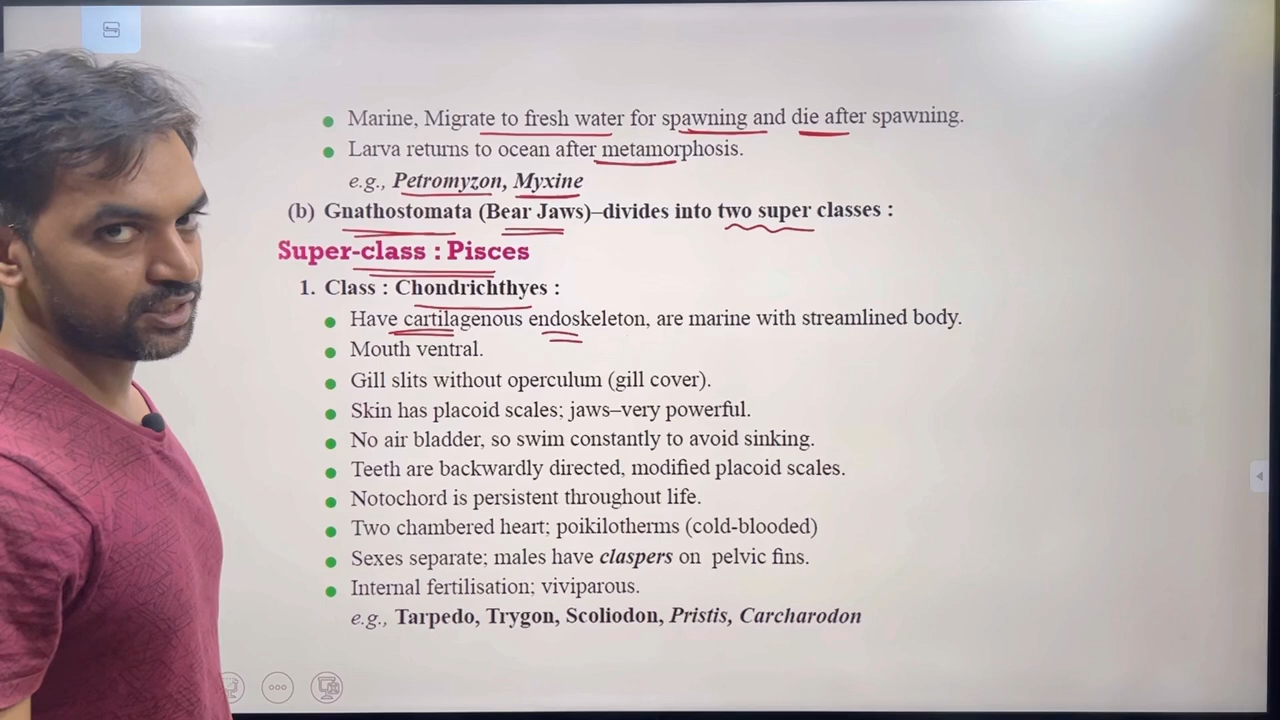 Marine, Migrate to fresh water for spawning and die after spawning.
Larva returns to ocean after metamorphosis.
e.g., Petromyzon, Myxine
(b) Gnathostomata (Bear Jaws)–divides into two super classes :
Super-class : Pisces
1. Class : Chondrichthyes :
Have cartilagenous endoskeleton, are marine with streamlined body.
Mouth ventral.
Gill slits without operculum (gill cover).
Skin has placoid scales; jaws–very powerful.
No air bladder, so swim constantly to avoid sinking.
Teeth are backwardly directed, modified placoid scales.
Notochord is persistent throughout life.
Two chambered heart; poikilotherms (cold-blooded)
Sexes separate; males have claspers on pelvic fins.
Internal fertilisation; viviparous.
e.g., Tarpedo, Trygon, Scoliodon, Pristis, Carcharodon